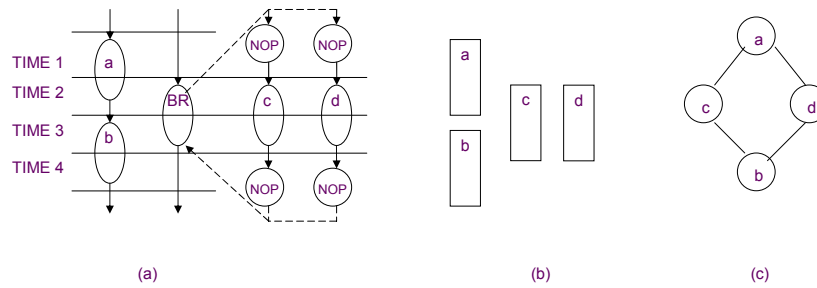 NOP NOP
TIME 1 a
TIME 2 BR c d
TIME 3 b
TIME 4
NOP NOP
a
c d
b
a
c d
b
(a) (b) (c)